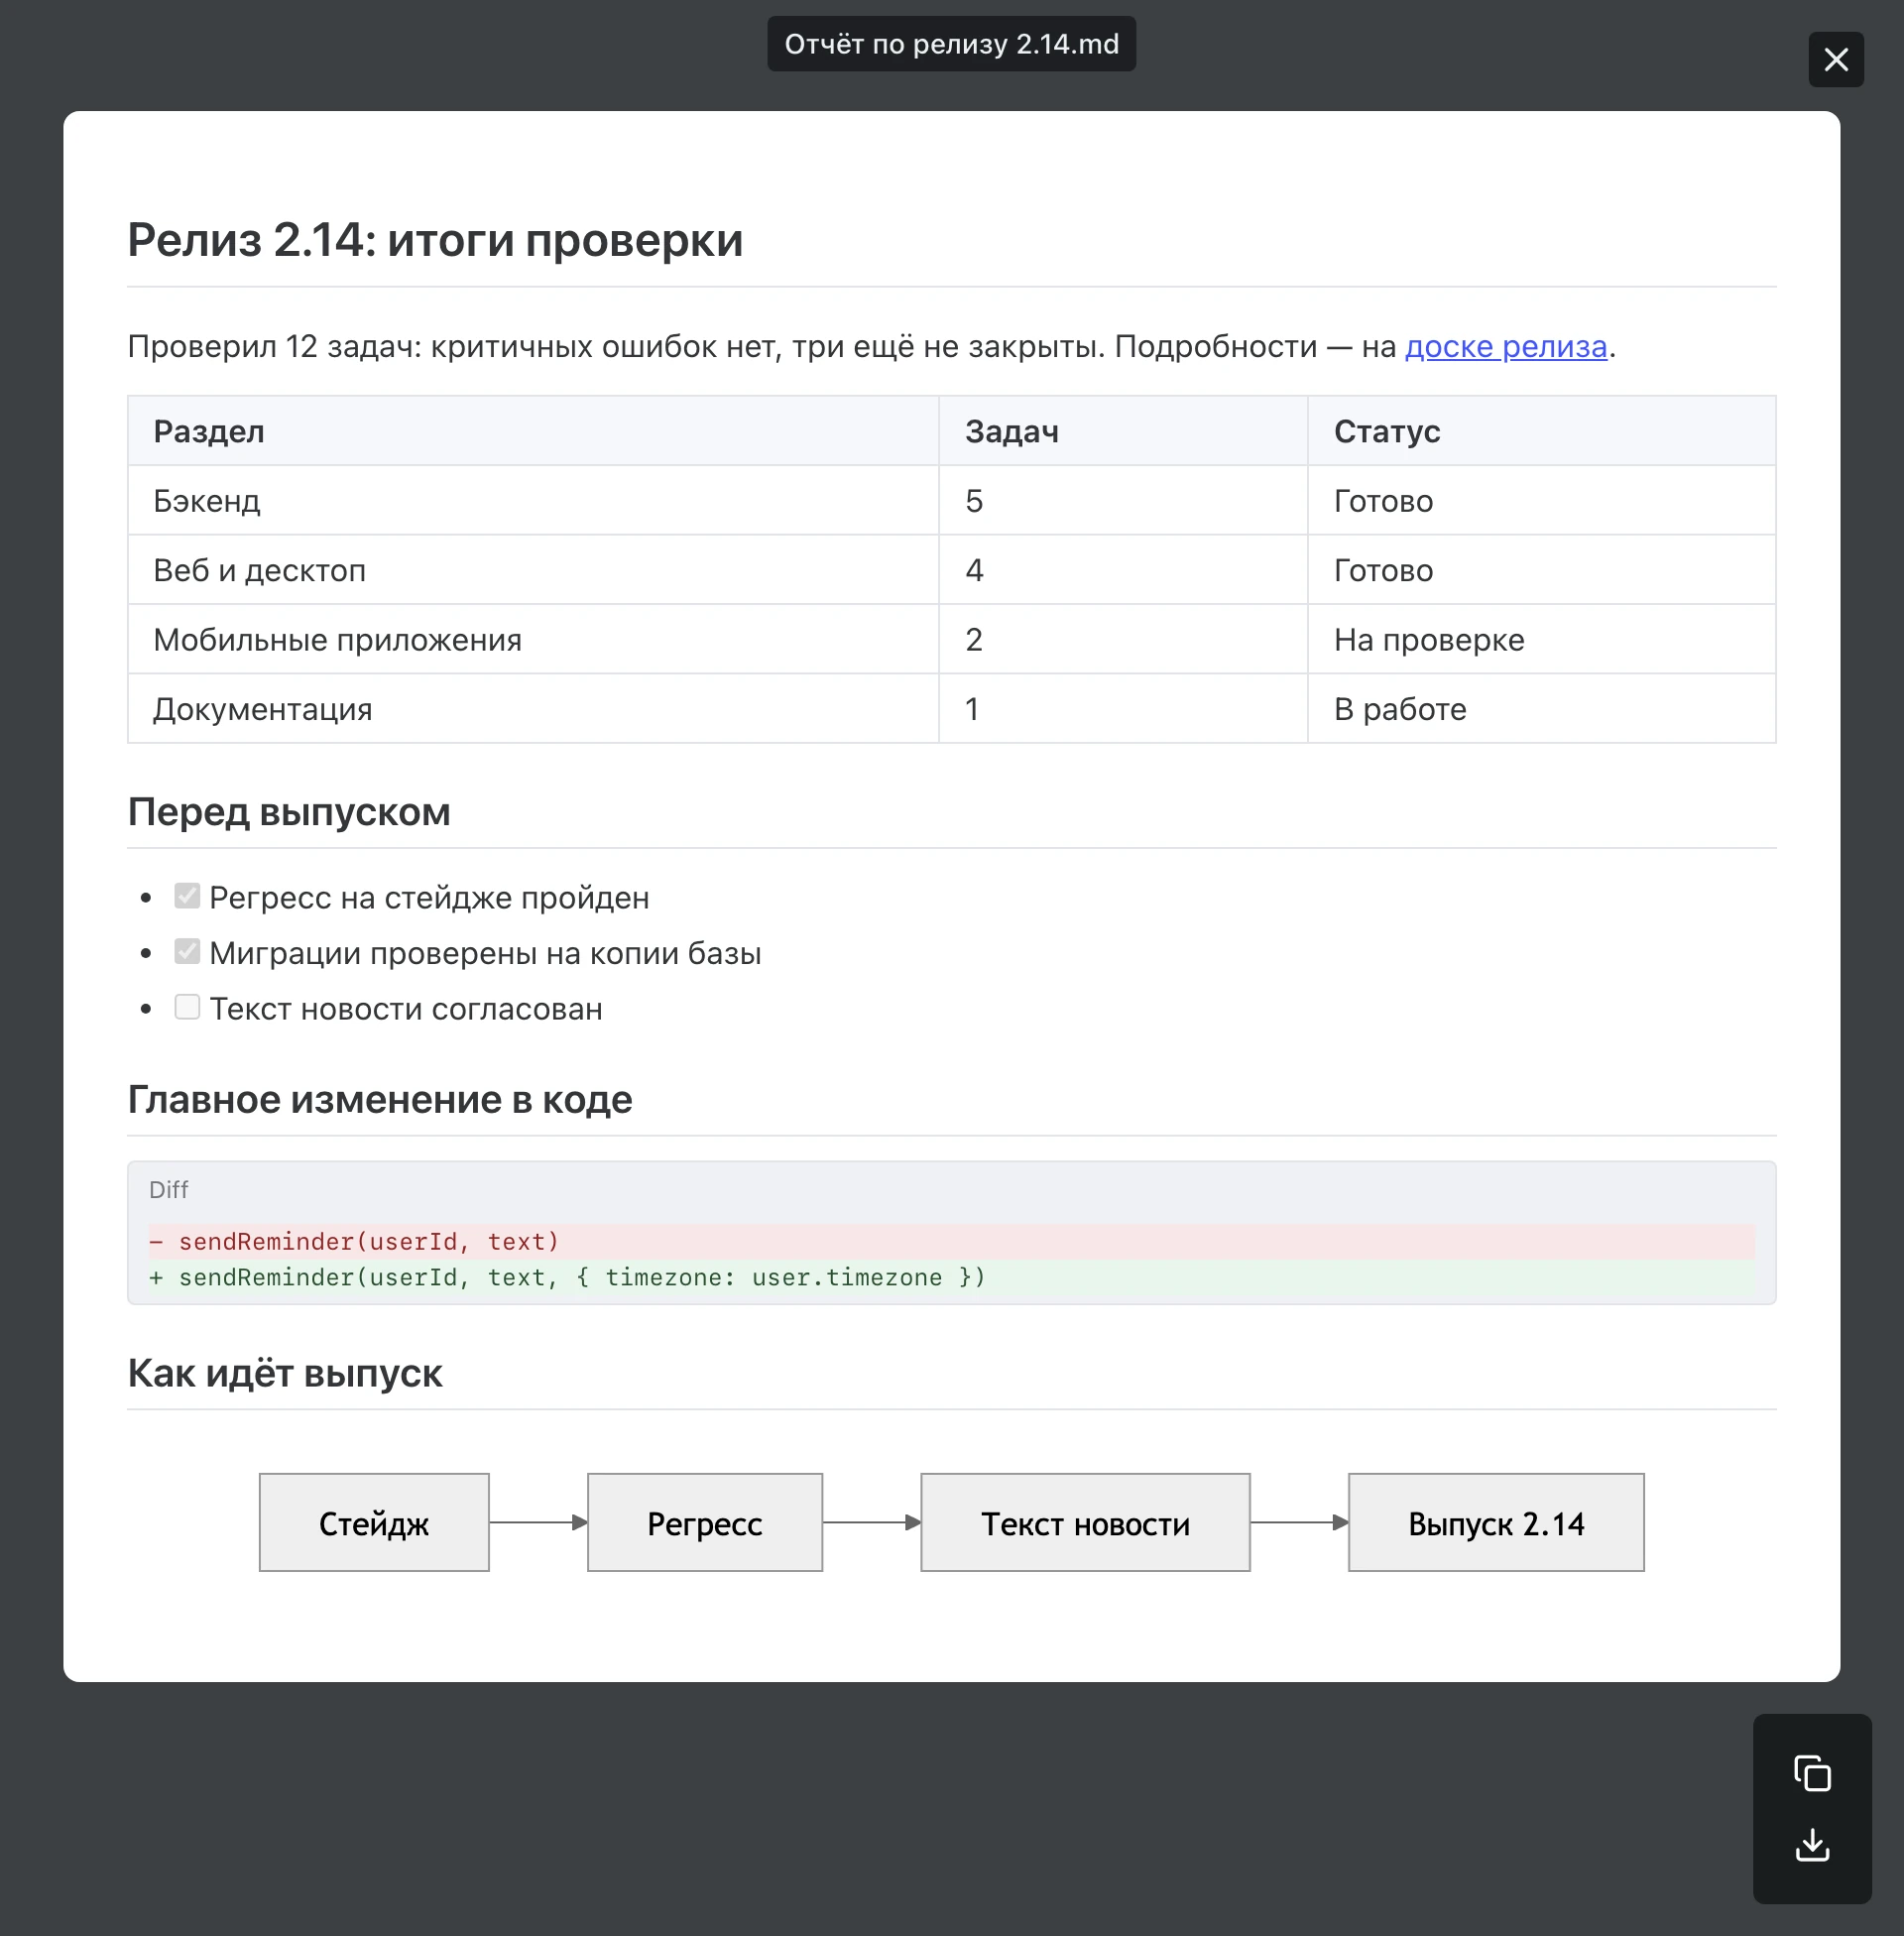 Отчёт по релизу 2.14.md
Релиз 2.14: итоги проверки
Проверил 12 задач: критичных ошибок нет, три ещё не закрыты. Подробности — на доске релиза.
Раздел Задач Статус
Бэкенд 5 Готово
Веб и десктоп 4 Готово
Мобильные приложения 2 На проверке
Документация 1 В работе
Перед выпуском
Регресс на стейдже пройден
Миграции проверены на копии базы
Текст новости согласован
Главное изменение в коде
Diff
− sendReminder(userId, text)
+ sendReminder(userId, text, { timezone: user.timezone })
Как идёт выпуск
Стейдж Регресс Текст новости Выпуск 2.14